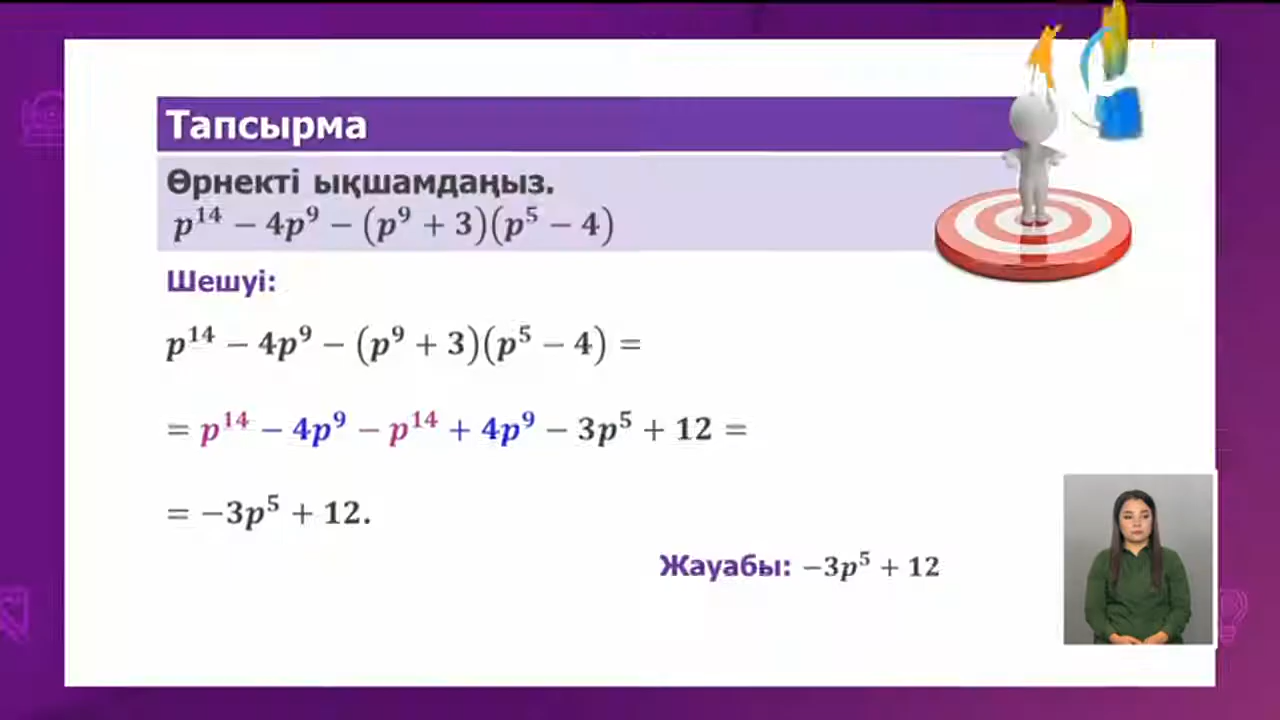 Тапсырма
Өрнекті ықшамдаңыз.
p¹⁴ − 4p⁹ − (p⁹ + 3)(p⁵ − 4)
Шешуі:
p¹⁴ − 4p⁹ − (p⁹ + 3)(p⁵ − 4) =
= p¹⁴ − 4p⁹ − p¹⁴ + 4p⁹ − 3p⁵ + 12 =
= −3p⁵ + 12.
Жауабы: −3p⁵ + 12